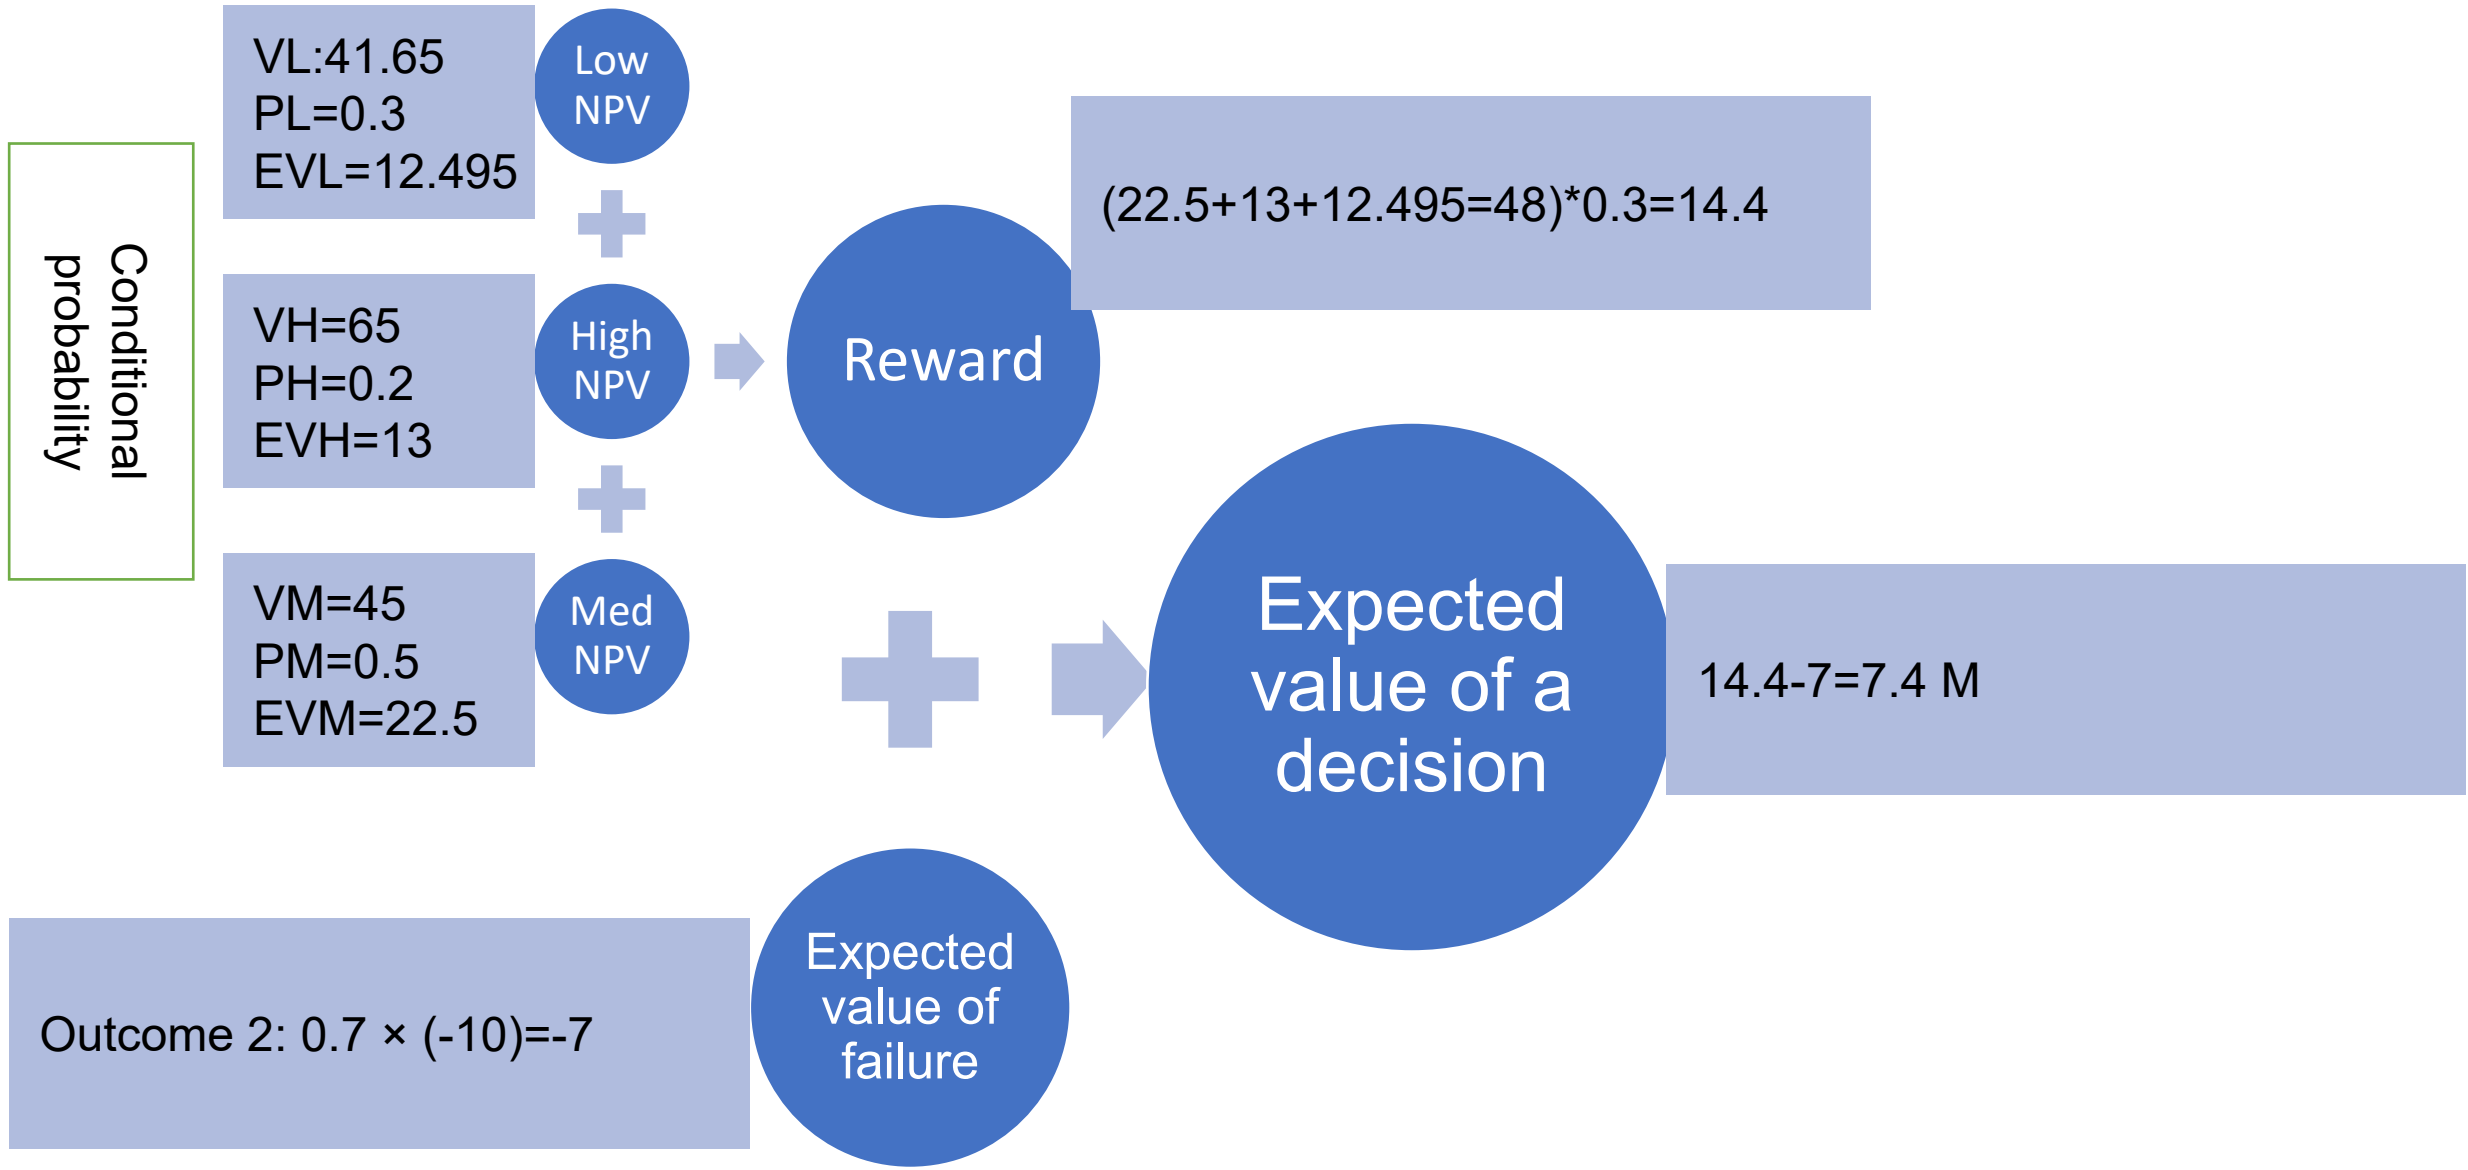 Conditional
probability
VL:41.65
PL=0.3
EVL=12.495
Low
NPV
VH=65
PH=0.2
EVH=13
High
NPV
VM=45
PM=0.5
EVM=22.5
Med
NPV
Reward
(22.5+13+12.495=48)*0.3=14.4
Expected
value of a
decision
14.4-7=7.4 M
Outcome 2: 0.7 × (-10)=-7
Expected
value of
failure